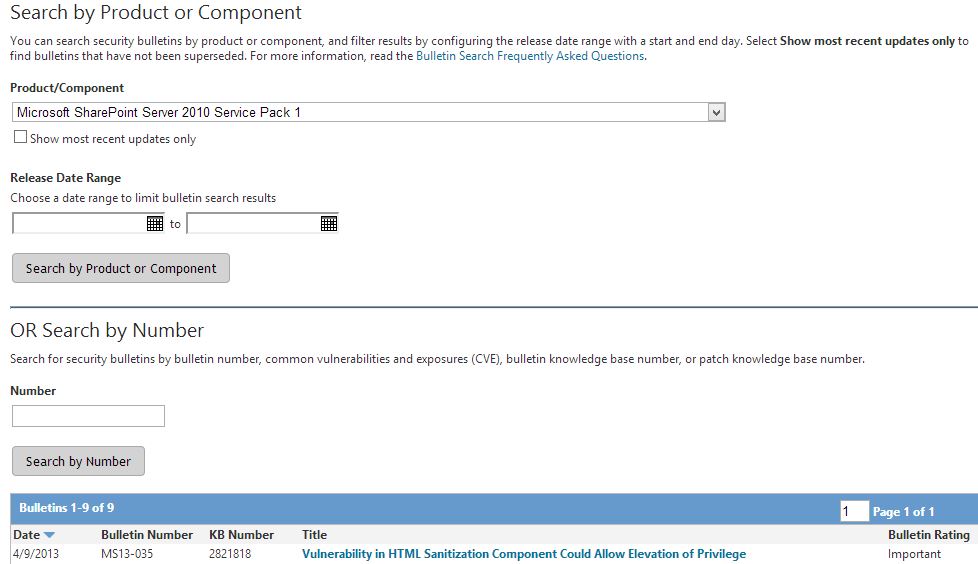 Search by Product or Component
You can search security bulletins by product or component, and filter results by configuring the release date range with a start and end day. Select Show most recent updates only to
find bulletins that have not been superseded. For more information, read the Bulletin Search Frequently Asked Questions.
Product/Component
Microsoft SharePoint Server 2010 Service Pack 1
Show most recent updates only
Release Date Range
Choose a date range to limit bulletin search results
to
Search by Product or Component
OR Search by Number
Search for security bulletins by bulletin number, common vulnerabilities and exposures (CVE), bulletin knowledge base number, or patch knowledge base number.
Number
Search by Number
Bulletins 1-9 of 9 1 Page 1 of 1
Date Bulletin Number KB Number Title Bulletin Rating
4/9/2013 MS13-035 2821818 Vulnerability in HTML Sanitization Component Could Allow Elevation of Privilege Important